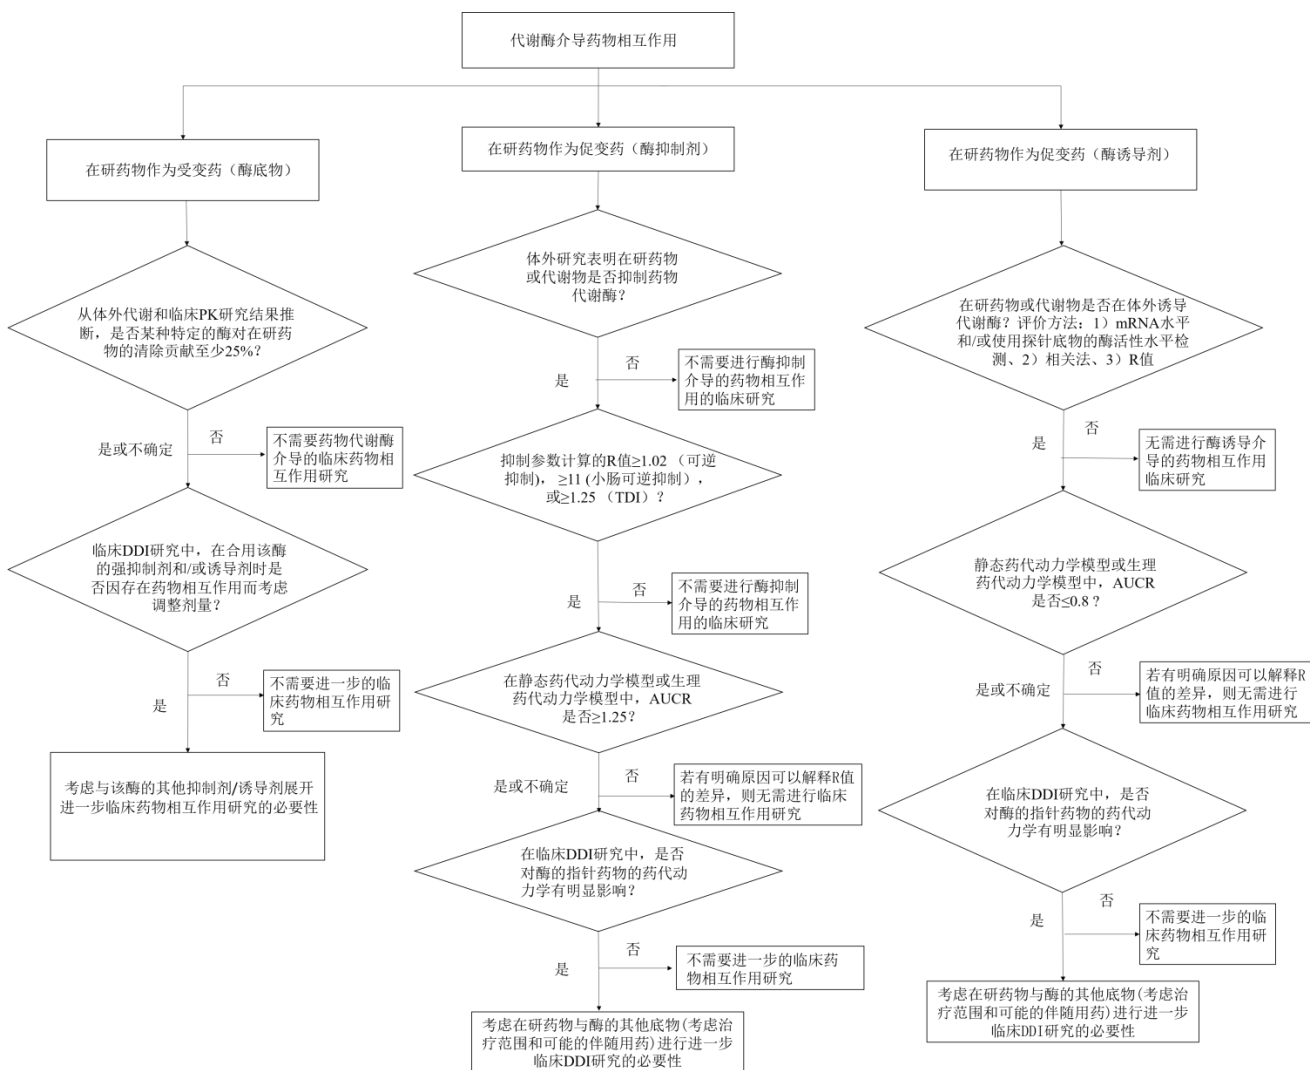 代谢酶介导药物相互作用
在研药物作为受变药（酶底物）
从体外代谢和临床PK研究结果推
断，是否某种特定的酶对在研药
物的清除贡献至少25%？
是或不确定
否
不需要药物代谢酶
介导的临床药物相
互作用研究
临床DDI研究中，在合用该酶
的强抑制剂和/或诱导剂时是
否因存在药物相互作用而考虑
调整剂量？
是
否
不需要进一步的临
床药物相互作用研
究
考虑与该酶的其他抑制剂/诱导剂展开
进一步临床药物相互作用研究的必要性
在研药物作为促变药（酶抑制剂）
体外研究表明在研药物
或代谢物是否抑制药物
代谢酶？
是
否
不需要进行酶抑制
介导的药物相互作
用的临床研究
抑制参数计算的R值≥1.02 （可逆
抑制)， ≥11 (小肠可逆抑制），
或≥1.25 （TDI）？
是
否
不需要进行酶抑制
介导的药物相互作
用的临床研究
在静态药代动力学模型或生理
药代动力学模型中，AUCR
是否≥1.25？
是或不确定
否
若有明确原因可以解释R值
的差异，则无需进行临床
药物相互作用研究
在临床DDI研究中，是否
对酶的指针药物的药代动
力学有明显影响？
是
否
不需要进一步的临床药
物相互作用研究
考虑在研药物与酶的其他底物(考虑治
疗范围和可能的伴随用药)进行进一步
临床DDI研究的必要性
在研药物作为促变药（酶诱导剂）
在研药物或代谢物是否在体外诱导
代谢酶？评价方法：1）mRNA水平
和/或使用探针底物的酶活性水平检
测、2）相关法、3）R值
是
否
无需进行酶诱导介
导的药物相互作用
临床研究
静态药代动力学模型或生理
药代动力学模型中，AUCR
是否≤0.8 ？
是或不确定
否
若有明确原因可以解释R
值的差异，则无需进行
临床药物相互作用研究
在临床DDI研究中，是否
对酶的指针药物的药代动
力学有明显影响？
是
否
不需要进一步的临
床药物相互作用研
究
考虑在研药物与酶的其他底物(考虑治
疗范围和可能的伴随用药)进行进一步
临床DDI研究的必要性